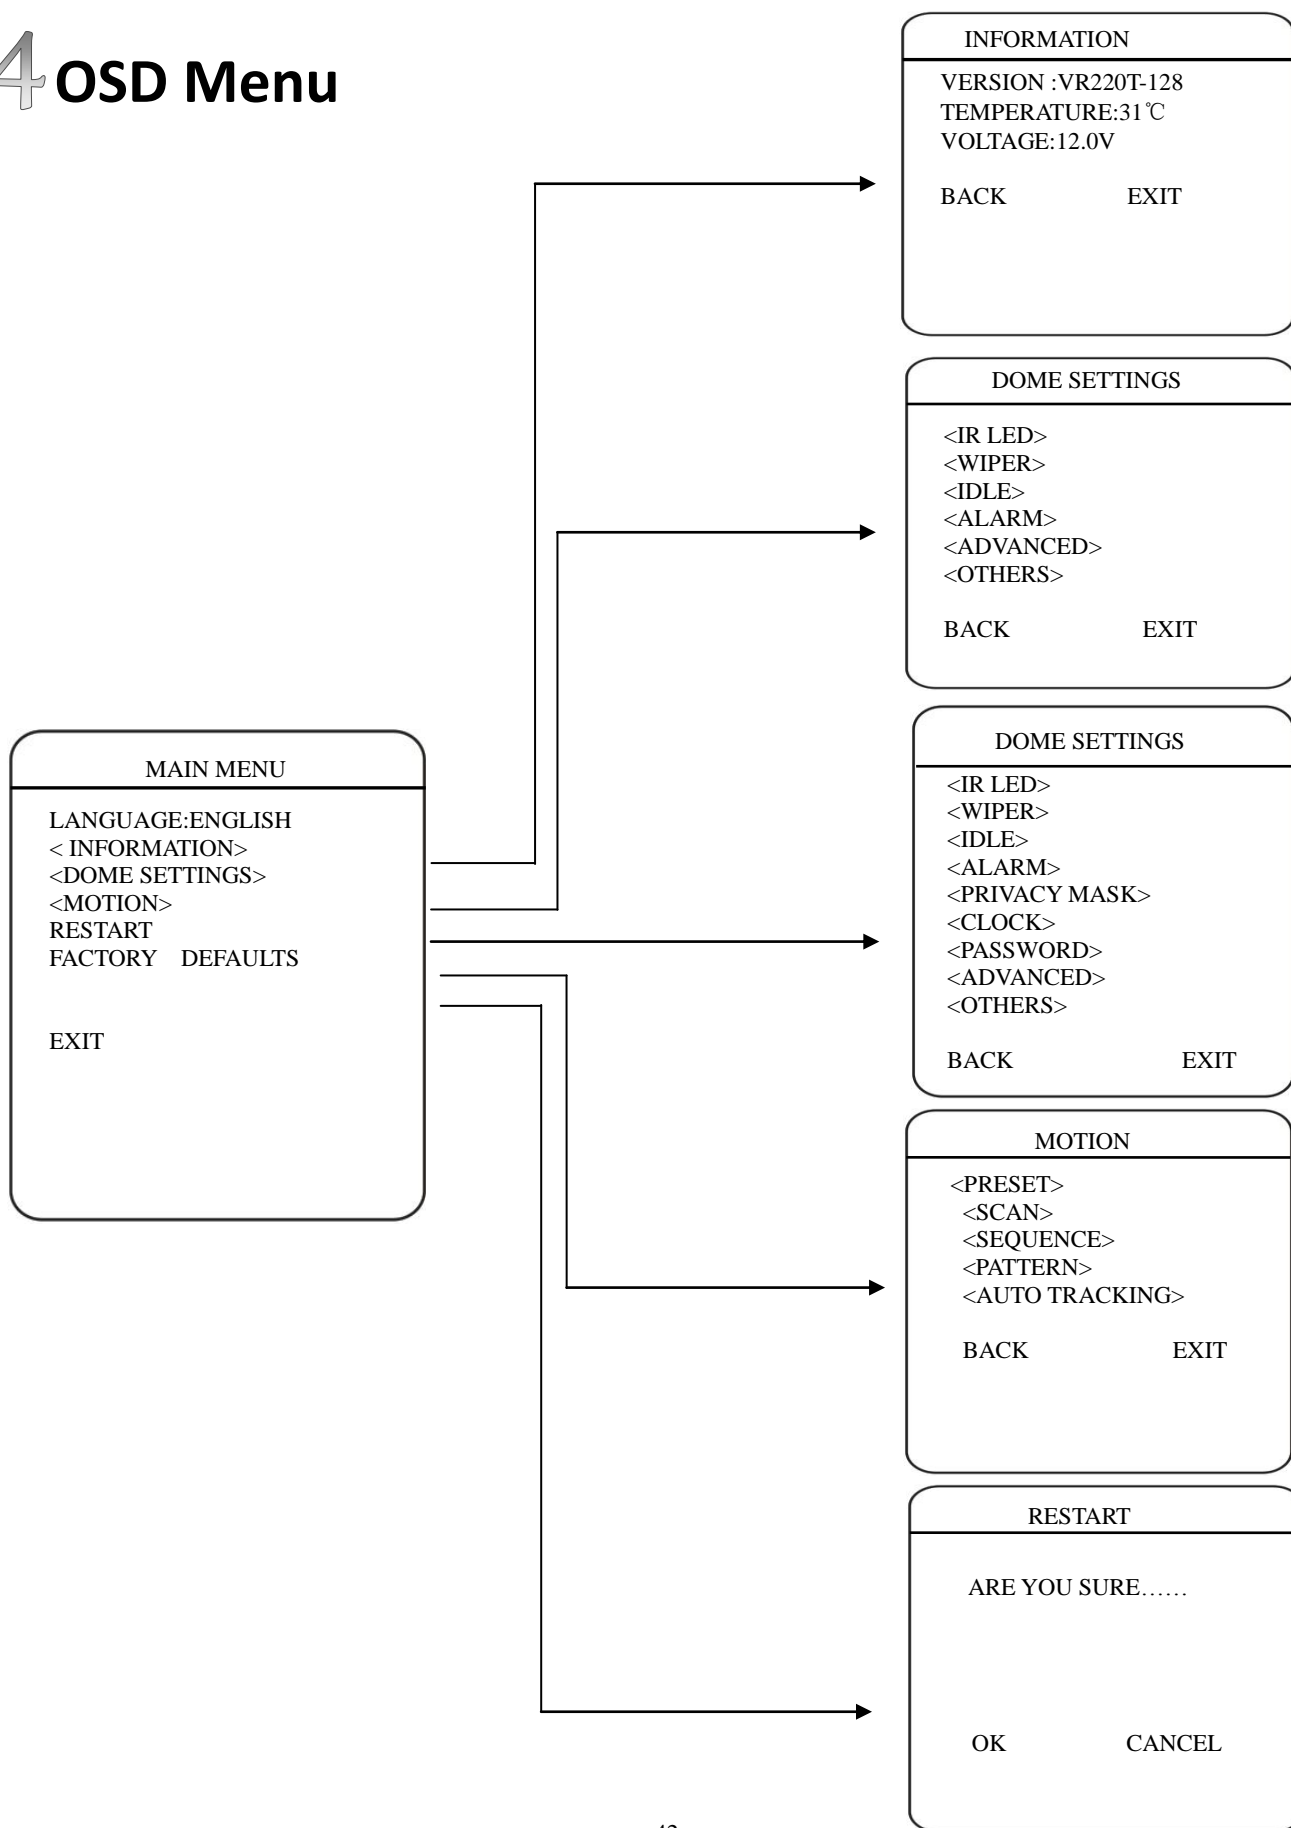 4 OSD Menu
INFORMATION
VERSION :VR220T-128
TEMPERATURE:31℃
VOLTAGE:12.0V
BACK EXIT
DOME SETTINGS
<IR LED>
<WIPER>
<IDLE>
<ALARM>
<ADVANCED>
<OTHERS>
BACK EXIT
MAIN MENU
LANGUAGE:ENGLISH
< INFORMATION>
<DOME SETTINGS>
<MOTION>
RESTART
FACTORY DEFAULTS
EXIT
DOME SETTINGS
<IR LED>
<WIPER>
<IDLE>
<ALARM>
<PRIVACY MASK>
<CLOCK>
<PASSWORD>
<ADVANCED>
<OTHERS>
BACK EXIT
MOTION
<PRESET>
<SCAN>
<SEQUENCE>
<PATTERN>
<AUTO TRACKING>
BACK EXIT
RESTART
ARE YOU SURE……
OK CANCEL